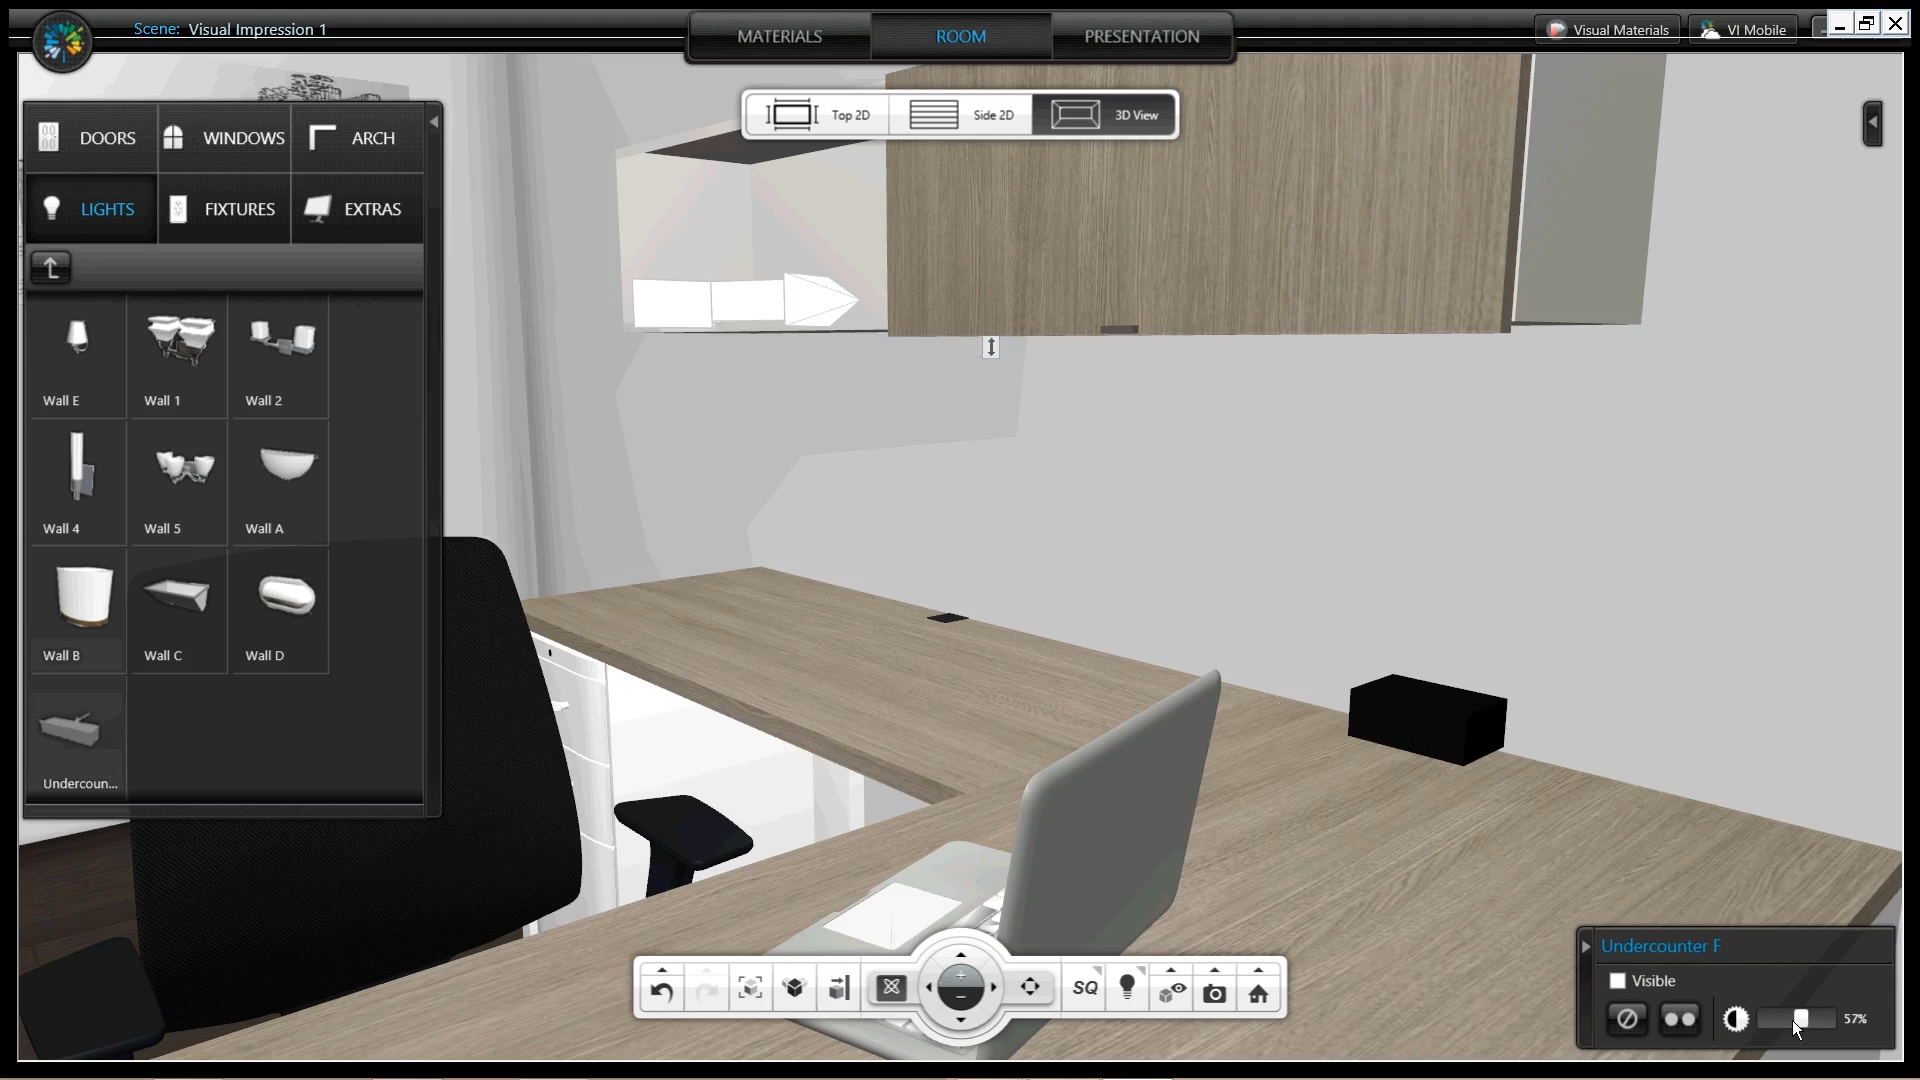 Scene: Visual Impression 1
MATERIALS
ROOM
PRESENTATION
Visual Materials
VI Mobile
Top 2D
Side 2D
3D View
DOORS
WINDOWS
ARCH
LIGHTS
FIXTURES
EXTRAS
Wall E
Wall 1
Wall 2
Wall 4
Wall 5
Wall A
Wall B
Wall C
Wall D
Undercoun...
SQ
Undercounter F
Visible
57%